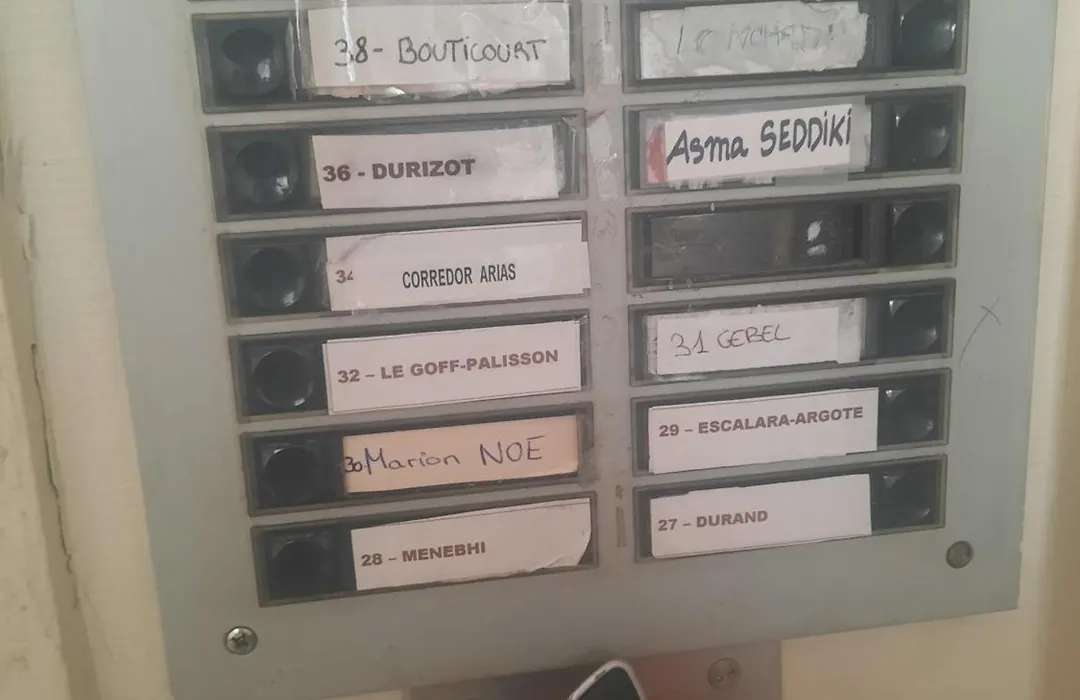 38- BOUTICOURT
Asma SEDDIKI
36 - DURIZOT
34 CORREDOR ARIAS
32 – LE GOFF-PALISSON
31 GEBEL
30 Marion NOE
29 – ESCALARA-ARGOTE
28 – MENEBHI
27 – DURAND